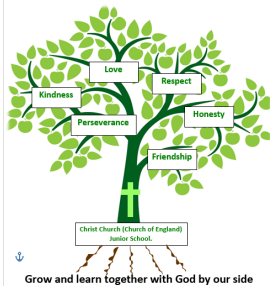 Love
Respect
Kindness
Honesty
Perseverance
Friendship
Christ Church (Church of England)
Junior School.
Grow and learn together with God by our side